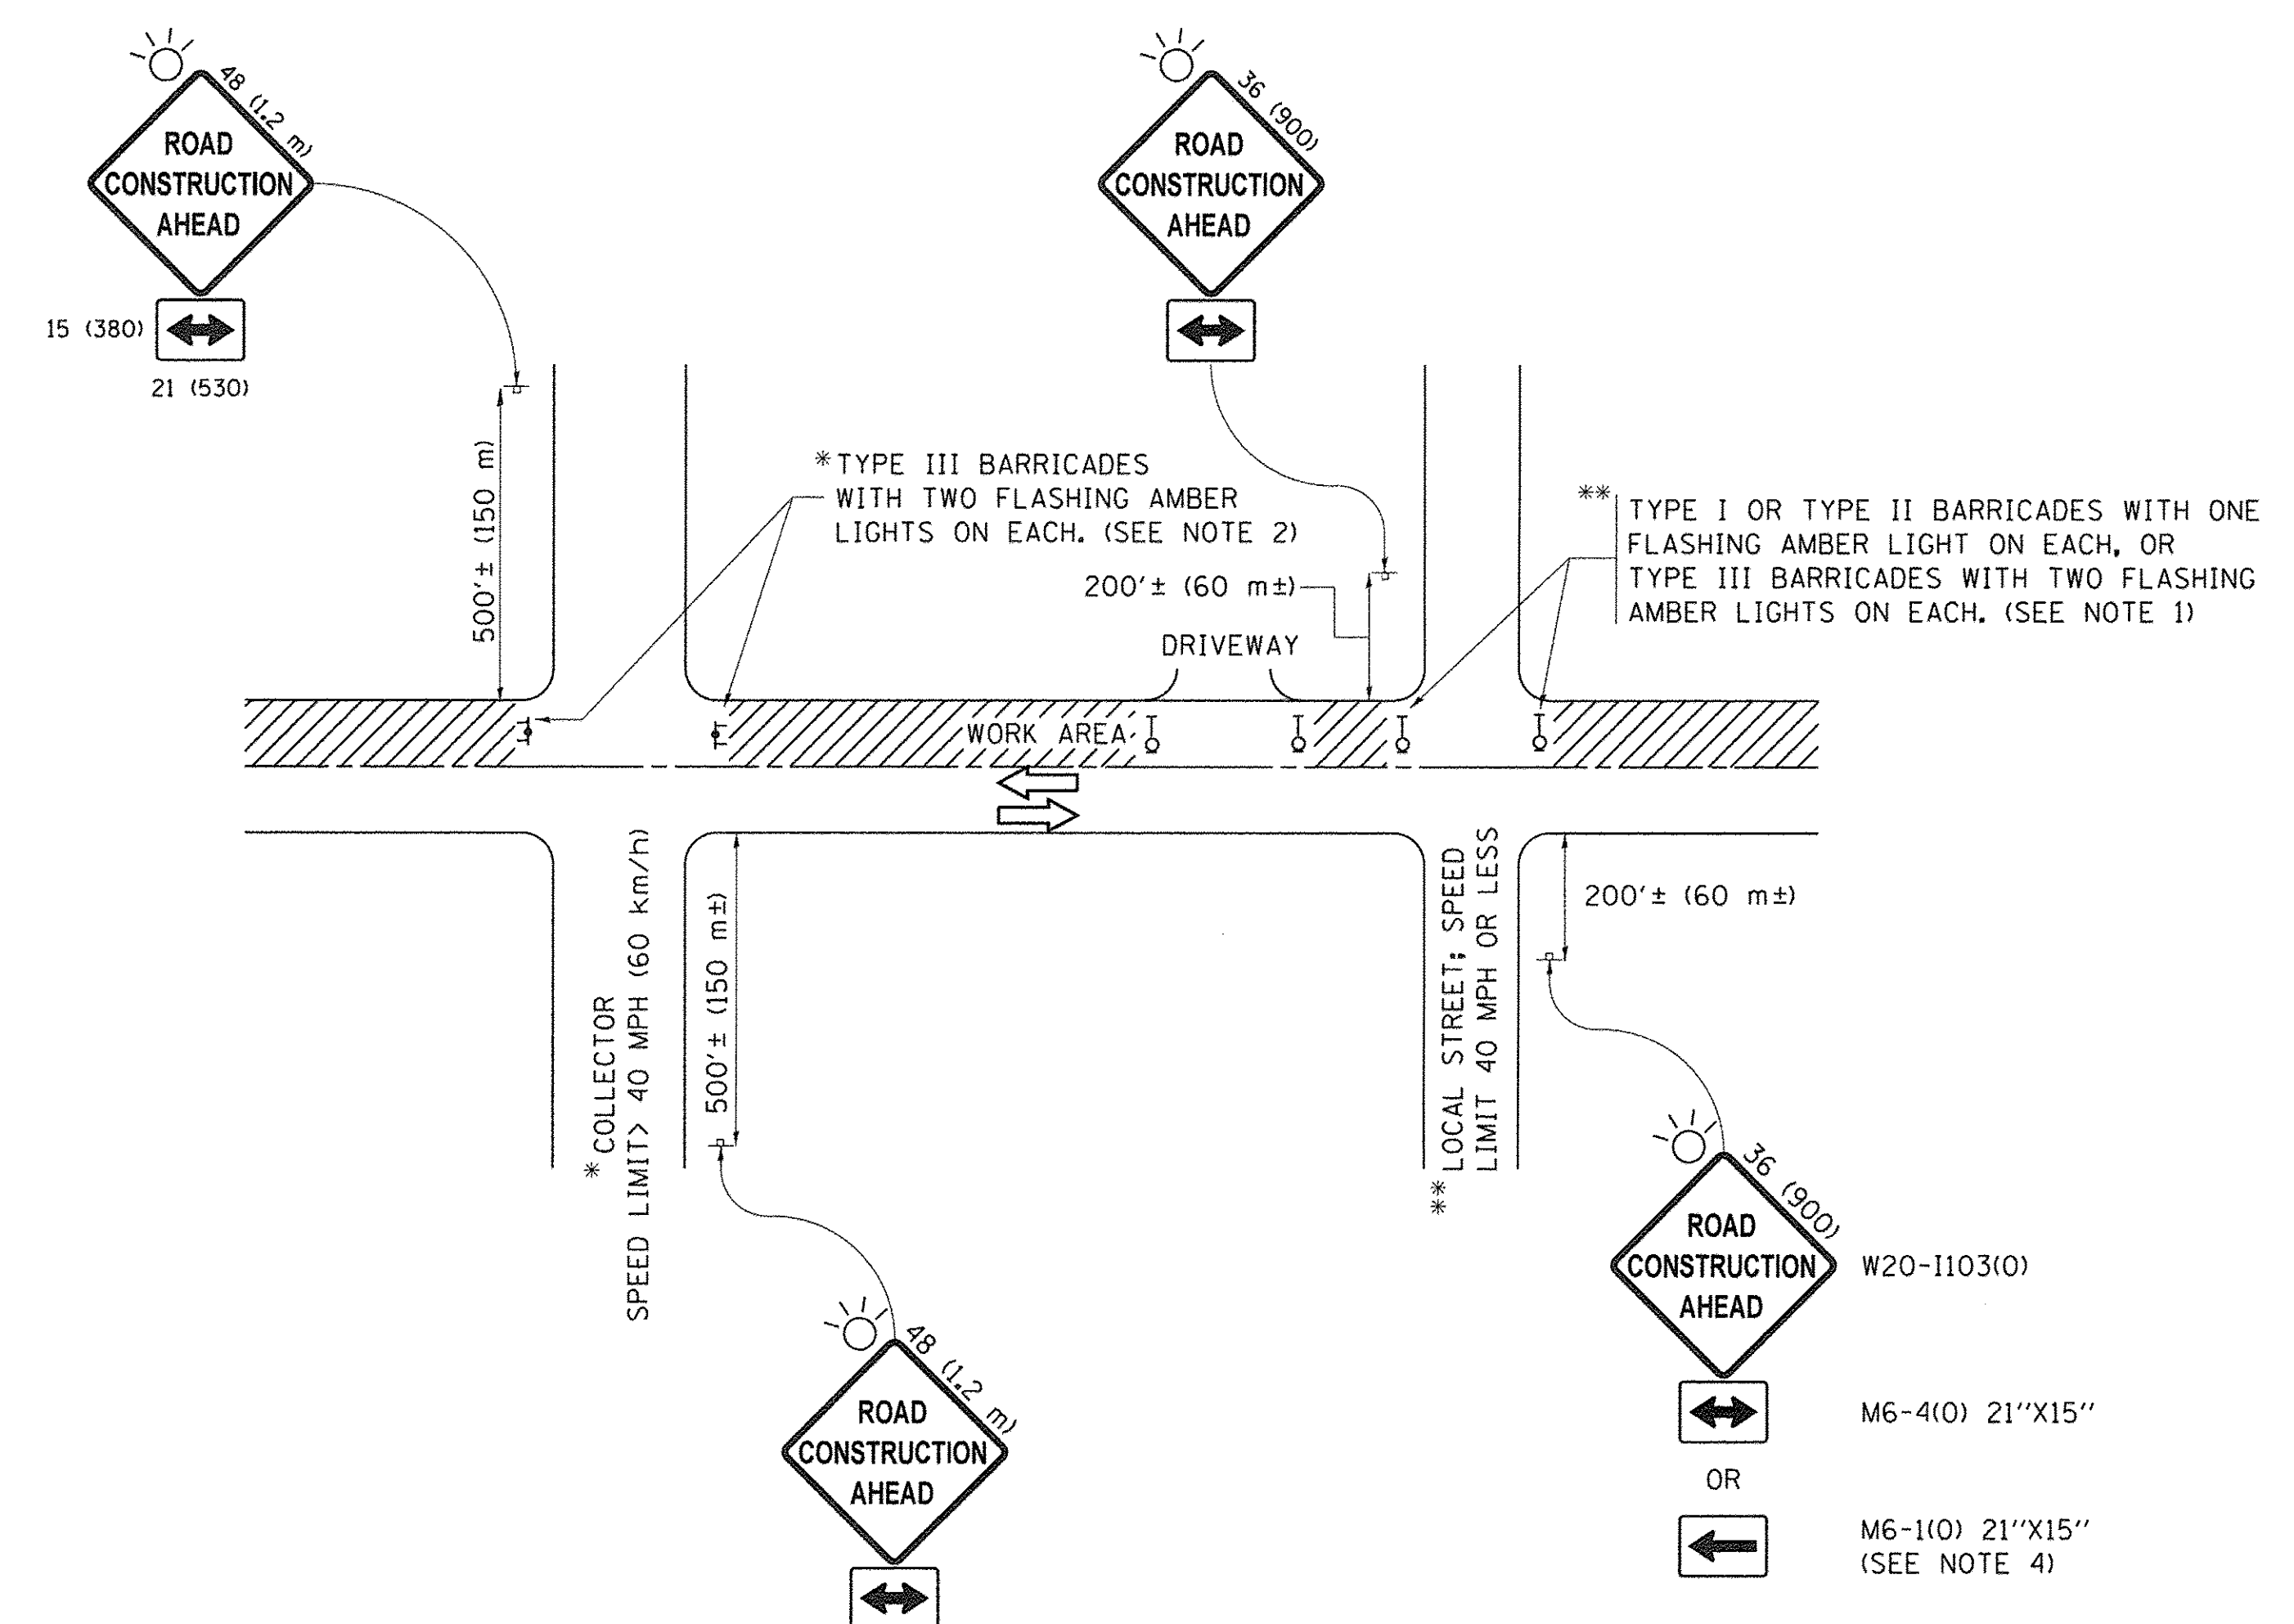 48 (1.2 m)
ROAD
CONSTRUCTION
AHEAD
15 (380)
21 (530)
36 (900)
ROAD
CONSTRUCTION
AHEAD
500'± (150 m)
*TYPE III BARRICADES
WITH TWO FLASHING AMBER
LIGHTS ON EACH. (SEE NOTE 2)
200'± (60 m±)
DRIVEWAY
** TYPE I OR TYPE II BARRICADES WITH ONE
FLASHING AMBER LIGHT ON EACH, OR
TYPE III BARRICADES WITH TWO FLASHING
AMBER LIGHTS ON EACH. (SEE NOTE 1)
WORK AREA
*COLLECTOR
SPEED LIMIT> 40 MPH (60 km/h)
500'± (150 m±)
** LOCAL STREET; SPEED
LIMIT 40 MPH OR LESS
200'± (60 m±)
48 (1.2 m)
ROAD
CONSTRUCTION
AHEAD
36 (900)
ROAD
CONSTRUCTION
AHEAD
W20-I103(O)
M6-4(O) 21''X15''
OR
M6-1(O) 21''X15''
(SEE NOTE 4)